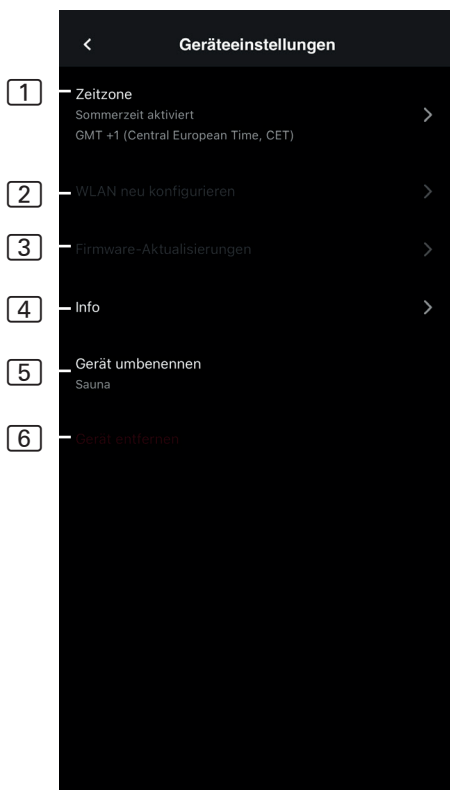 Geräteeinstellungen
1
Zeitzone
Sommerzeit aktiviert
GMT +1 (Central European Time, CET)
2
WLAN neu konfigurieren
3
Firmware-Aktualisierungen
4
Info
5
Gerät umbenennen
Sauna
6
Gerät entfernen